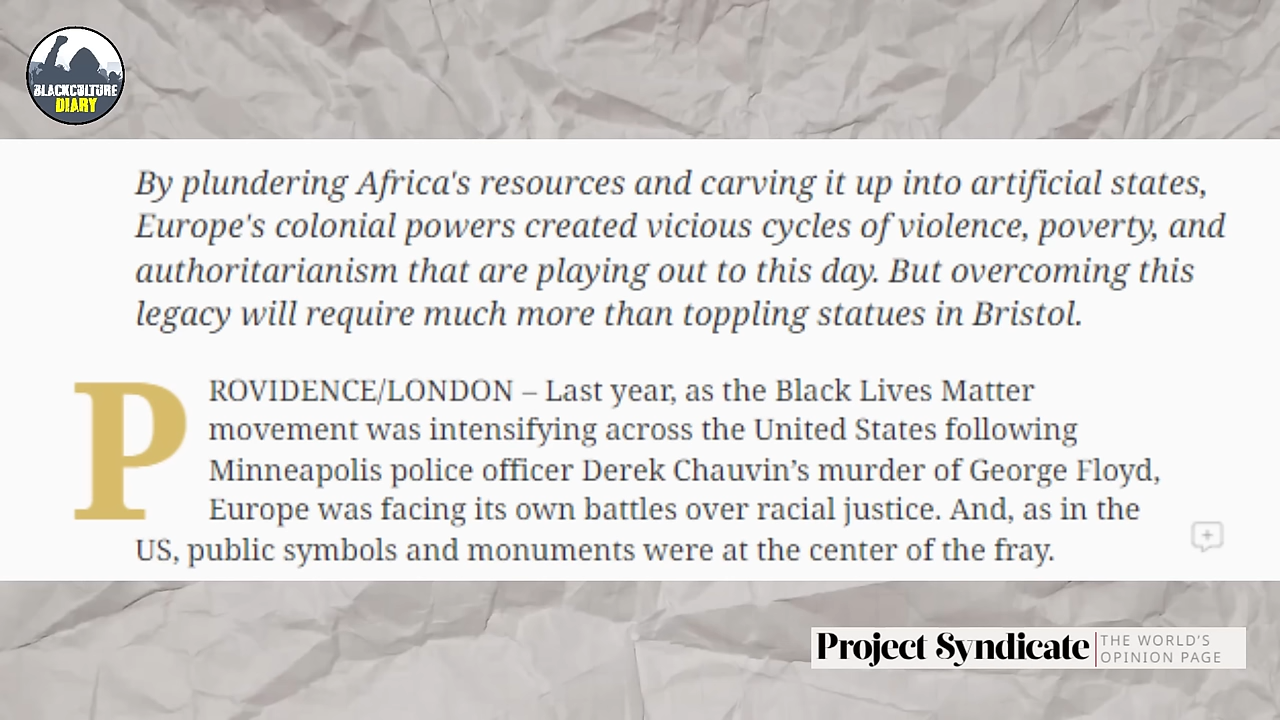 BLACKCULTURE
DIARY
By plundering Africa's resources and carving it up into artificial states,
Europe's colonial powers created vicious cycles of violence, poverty, and
authoritarianism that are playing out to this day. But overcoming this
legacy will require much more than toppling statues in Bristol.
PROVIDENCE/LONDON – Last year, as the Black Lives Matter
movement was intensifying across the United States following
Minneapolis police officer Derek Chauvin’s murder of George Floyd,
Europe was facing its own battles over racial justice. And, as in the
US, public symbols and monuments were at the center of the fray.
Project Syndicate
THE WORLD'S
OPINION PAGE